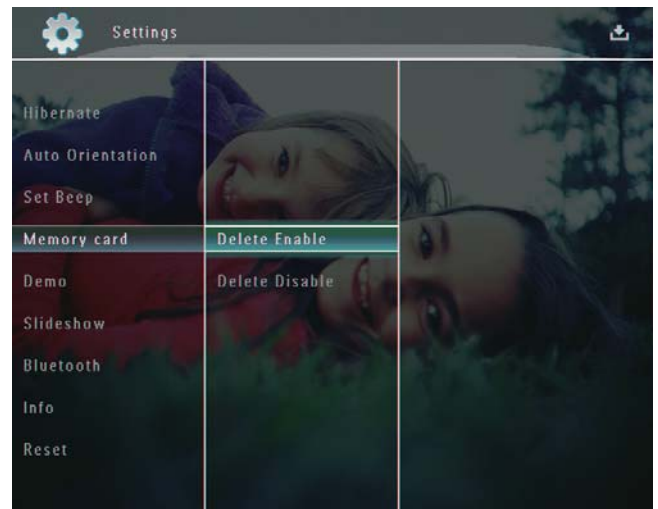 Settings
Hibernate
Auto Orientation
Set Beep
Memory card
Delete Enable
Demo
Delete Disable
Slideshow
Bluetooth
Info
Reset